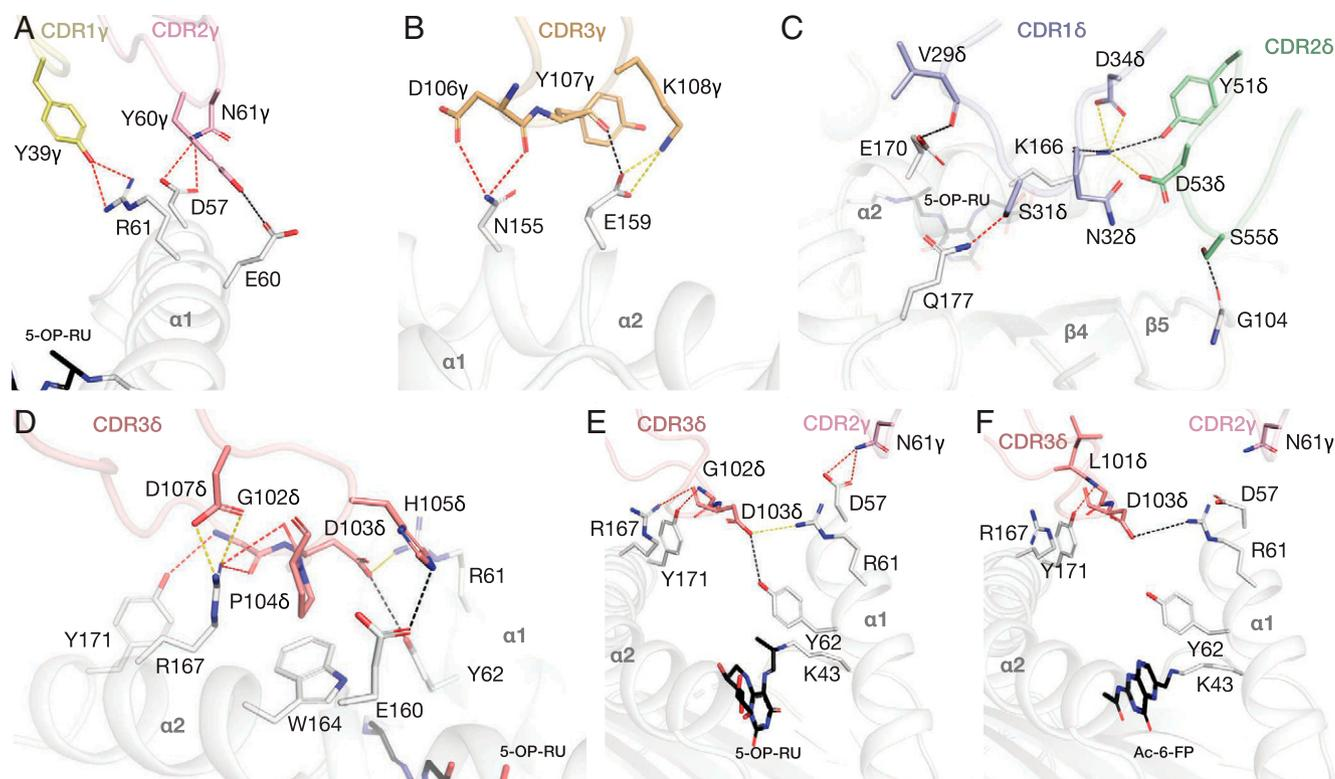 A
CDR1γ
CDR2γ
Y60γ
N61γ
Y39γ
R61
D57
E60
α1
5-OP-RU
B
CDR3γ
D106γ
Y107γ
K108γ
N155
E159
α2
α1
C
CDR1δ
CDR2δ
V29δ
D34δ
Y51δ
E170
K166
α2
5-OP-RU
S31δ
D53δ
N32δ
S55δ
Q177
β4
β5
G104
D
CDR3δ
D107δ
G102δ
D103δ
H105δ
R61
P104δ
Y171
R167
α1
Y62
α2
W164
E160
5-OP-RU
E
CDR3δ
CDR2γ
N61γ
G102δ
D57
R167
D103δ
Y171
R61
α1
α2
Y62
K43
5-OP-RU
F
CDR3δ
CDR2γ
N61γ
L101δ
D103δ
D57
R167
Y171
R61
α1
α2
Y62
K43
Ac-6-FP